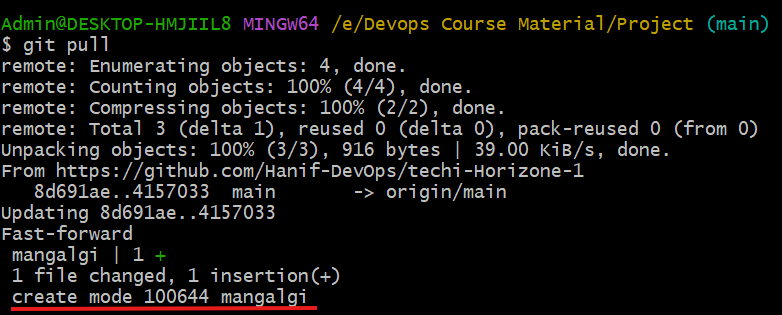 Admin@DESKTOP-HMJIIL8 MINGW64 /e/Devops Course Material/Project (main)
$ git pull
remote: Enumerating objects: 4, done.
remote: Counting objects: 100% (4/4), done.
remote: Compressing objects: 100% (2/2), done.
remote: Total 3 (delta 1), reused 0 (delta 0), pack-reused 0 (from 0)
Unpacking objects: 100% (3/3), 916 bytes | 39.00 KiB/s, done.
From https://github.com/Hanif-DevOps/techi-Horizone-1
   8d691ae..4157033  main       -> origin/main
Updating 8d691ae..4157033
Fast-forward
 mangalgi | 1 +
 1 file changed, 1 insertion(+)
 create mode 100644 mangalgi